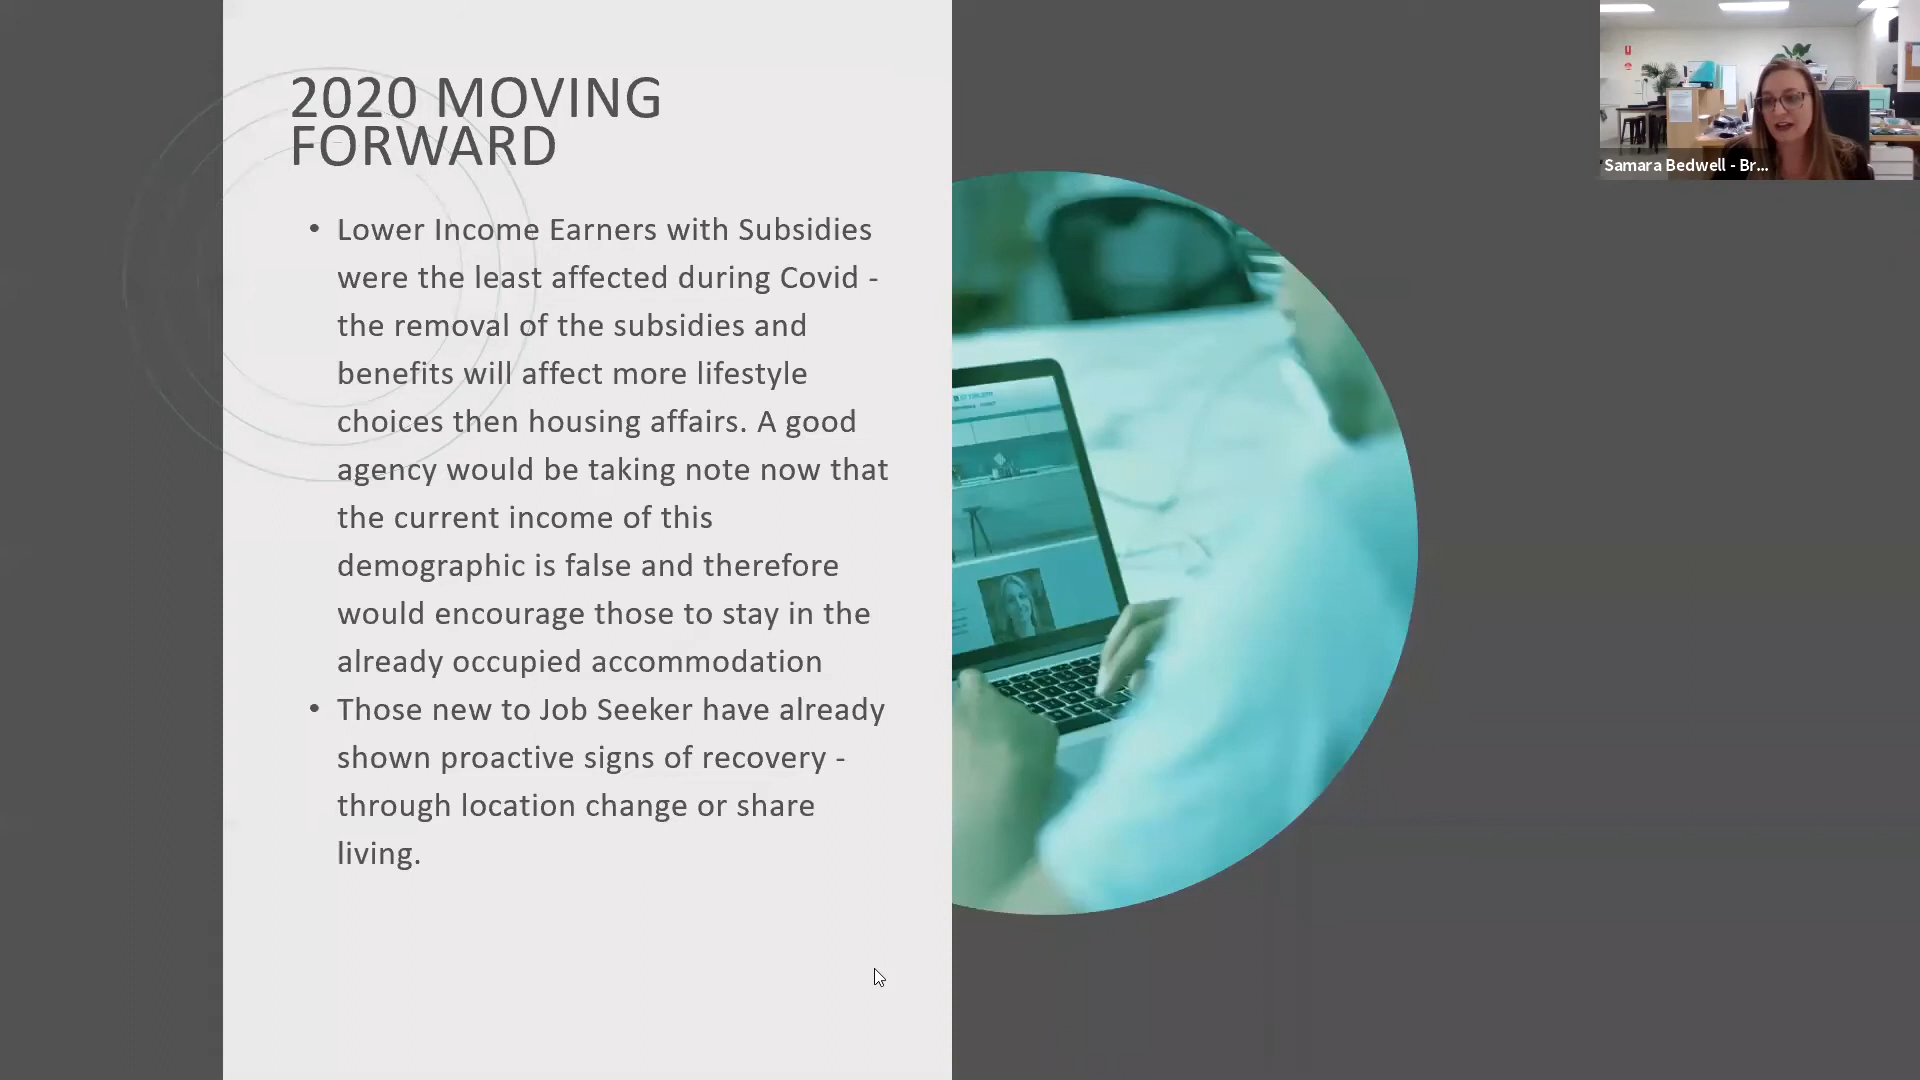 2020 MOVING
FORWARD
• Lower Income Earners with Subsidies
were the least affected during Covid -
the removal of the subsidies and
benefits will affect more lifestyle
choices then housing affairs. A good
agency would be taking note now that
the current income of this
demographic is false and therefore
would encourage those to stay in the
already occupied accommodation
• Those new to Job Seeker have already
shown proactive signs of recovery -
through location change or share
living.
Samara Bedwell - Br...